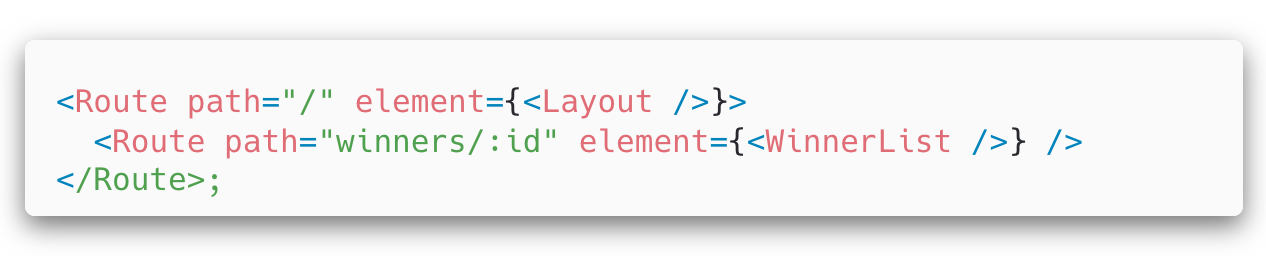 <Route path="/" element={<Layout />}>
  <Route path="winners/:id" element={<WinnerList />} />
</Route>;